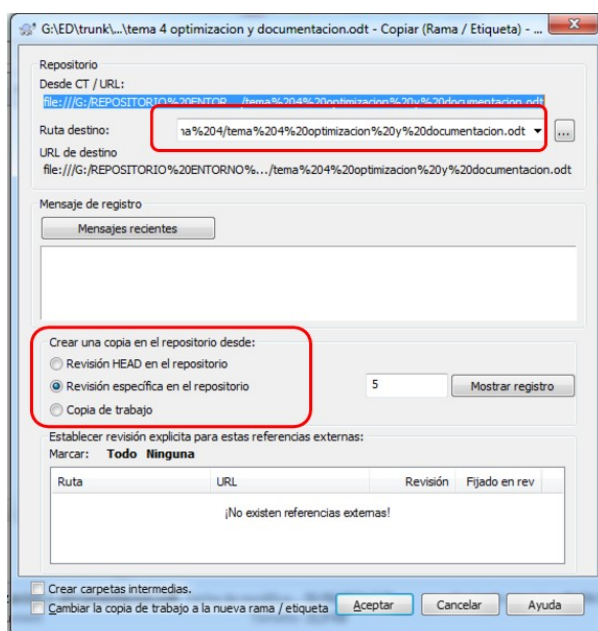 G:\ED\trunk\...\tema 4 optimizacion y documentacion.odt - Copiar (Rama / Etiqueta) - ...
Repositorio
Desde CT / URL:
file:///G:/REPOSITORIO%20ENTOR.../tema%204%20optimizacion%20y%20documentacion.odt
Ruta destino:
a%204/tema%204%20optimizacion%20y%20documentacion.odt
...
URL de destino
file:///G:/REPOSITORIO%20ENTORNO%.../tema%204%20optimizacion%20y%20documentacion.odt
Mensaje de registro
Mensajes recientes
Crear una copia en el repositorio desde:
Revisión HEAD en el repositorio
Revisión específica en el repositorio 5 Mostrar registro
Copia de trabajo
Establecer revisión explicita para estas referencias externas:
Marcar: Todo Ninguna
Ruta URL Revisión Fijado en rev
¡No existen referencias externas!
Crear carpetas intermedias.
Cambiar la copia de trabajo a la nueva rama / etiqueta Aceptar Cancelar Ayuda